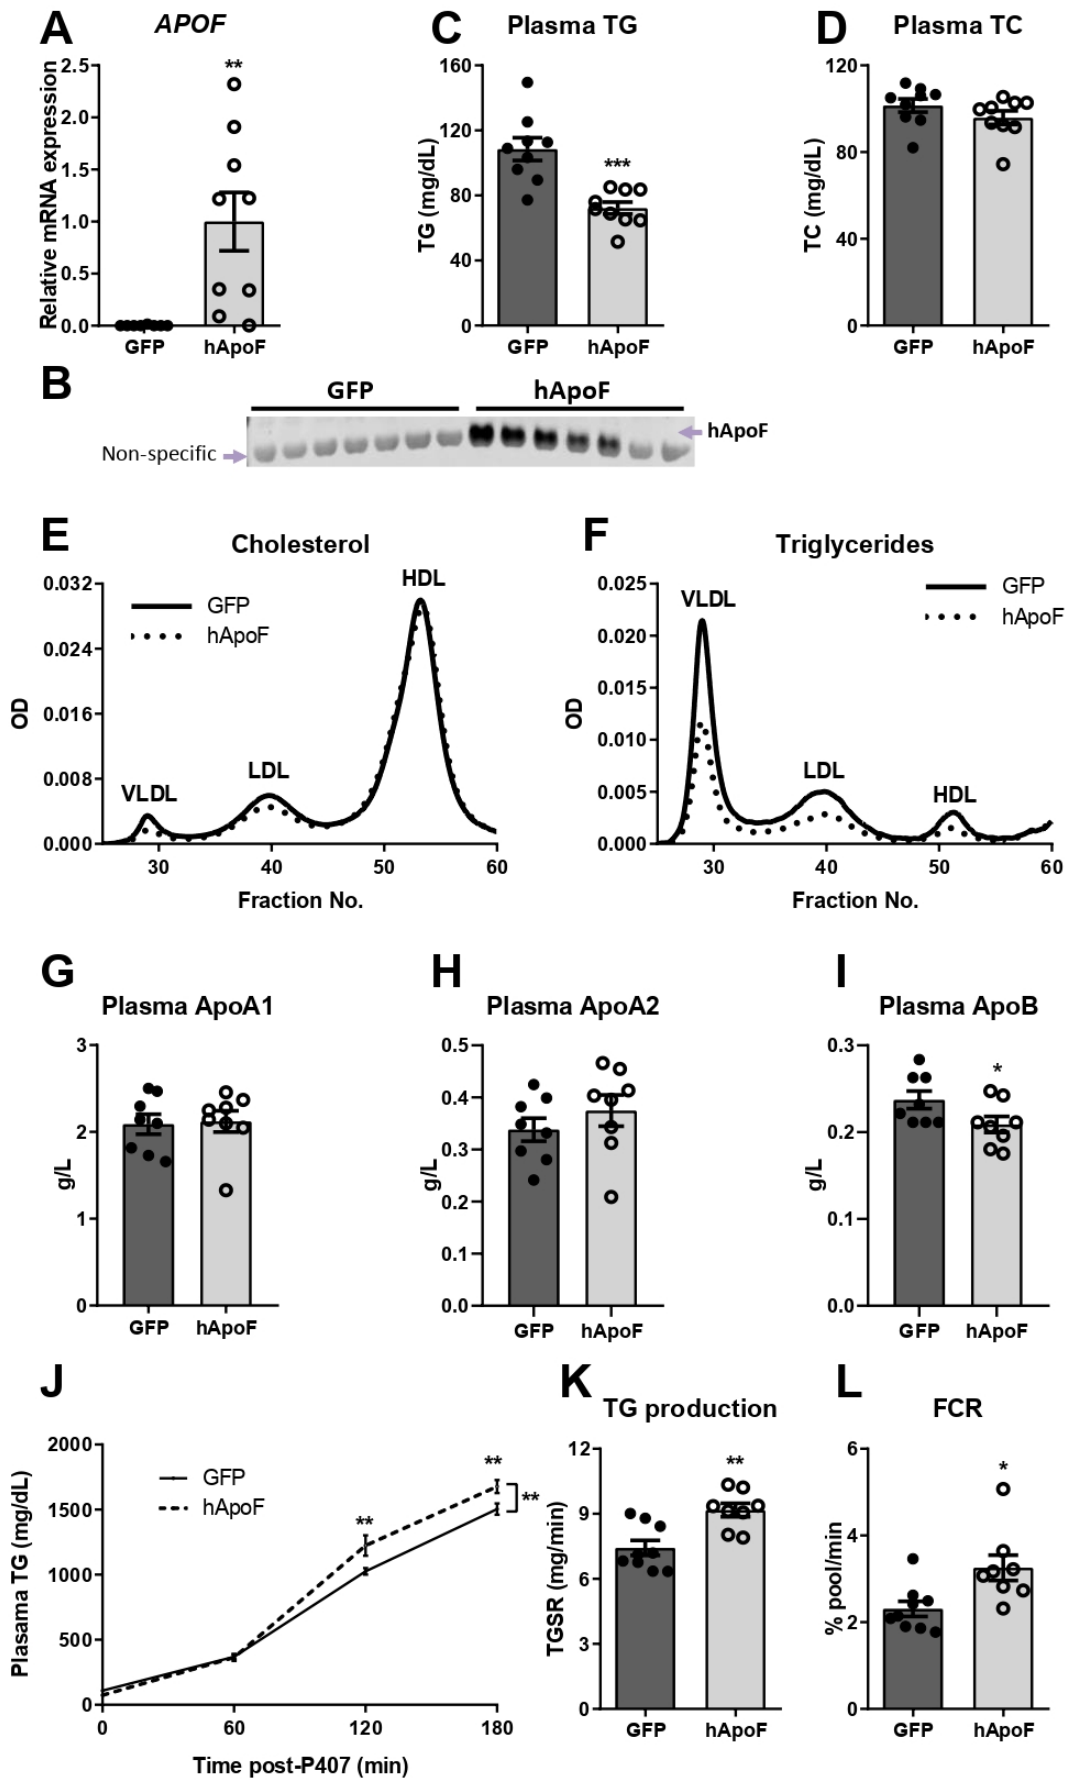 A
APOF
Relative mRNA expression
2.5
2.0
1.5
1.0
0.5
0.0
**
GFP
hApoF
C
Plasma TG
TG (mg/dL)
160
120
80
40
0
***
GFP
hApoF
D
Plasma TC
TC (mg/dL)
120
80
40
0
GFP
hApoF
B
GFP
hApoF
hApoF
Non-specific
E
Cholesterol
OD
0.032
0.024
0.016
0.008
0.000
GFP
hApoF
VLDL
LDL
HDL
30
40
50
60
Fraction No.
F
Triglycerides
OD
0.025
0.020
0.015
0.010
0.005
0.000
GFP
hApoF
VLDL
LDL
HDL
30
40
50
60
Fraction No.
G
Plasma ApoA1
g/L
3
2
1
0
GFP
hApoF
H
Plasma ApoA2
g/L
0.5
0.4
0.3
0.2
0.1
0.0
GFP
hApoF
I
Plasma ApoB
g/L
0.3
0.2
0.1
0.0
*
GFP
hApoF
J
Plasama TG (mg/dL)
2000
1500
1000
500
0
GFP
hApoF
**
**
**
0
60
120
180
Time post-P407 (min)
K
TG production
TGSR (mg/min)
12
9
6
3
0
**
GFP
hApoF
L
FCR
% pool/min
6
4
2
0
*
GFP
hApoF